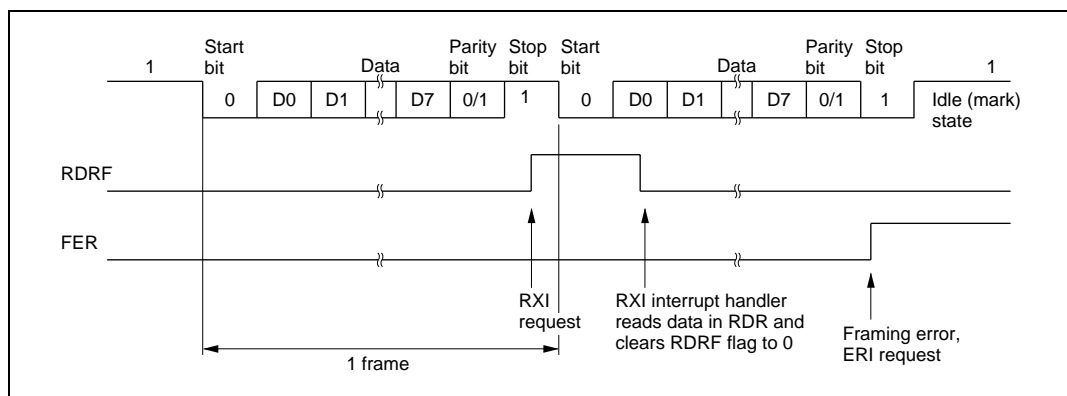 Start bit
Data
Parity bit
Stop bit
Start bit
Data
Parity bit
Stop bit
1
1
0
D0
D1
D7
0/1
1
0
D0
D1
D7
0/1
1
Idle (mark)
state
RDRF
FER
RXI
request
RXI interrupt handler
reads data in RDR and
clears RDRF flag to 0
Framing error,
ERI request
1 frame